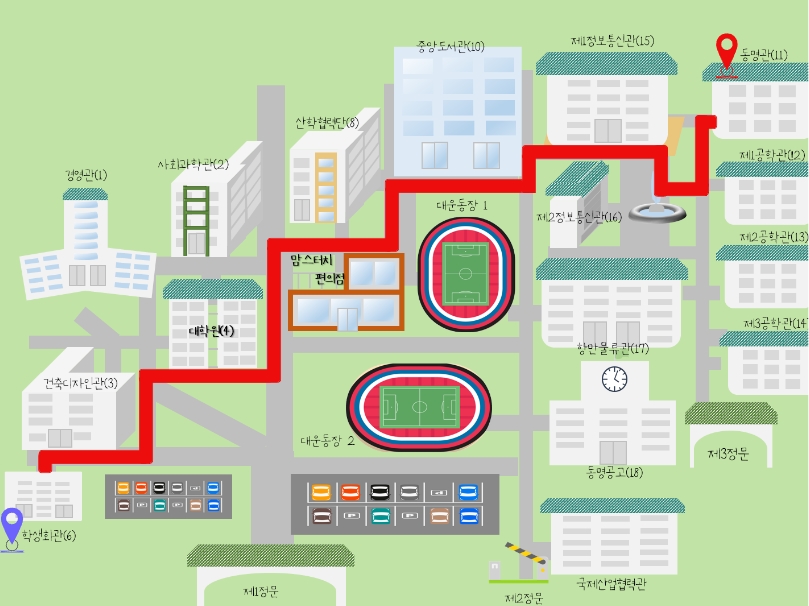 중앙도서관(10)
제1정보통신관(15)
동명관(11)
산학협력단(8)
사회과학관(2)
제1공학관(12)
경영관(1)
대운동장 1
제2정보통신관(16)
제2공학관(13)
맘스터치
편의점
대학원(4)
제3공학관(14
항만물류관(17)
건축디자인관(3)
대운동장 2
제3정문
동명공고(18)
학생회관(6)
국제산업협력관
제1정문
제2정문